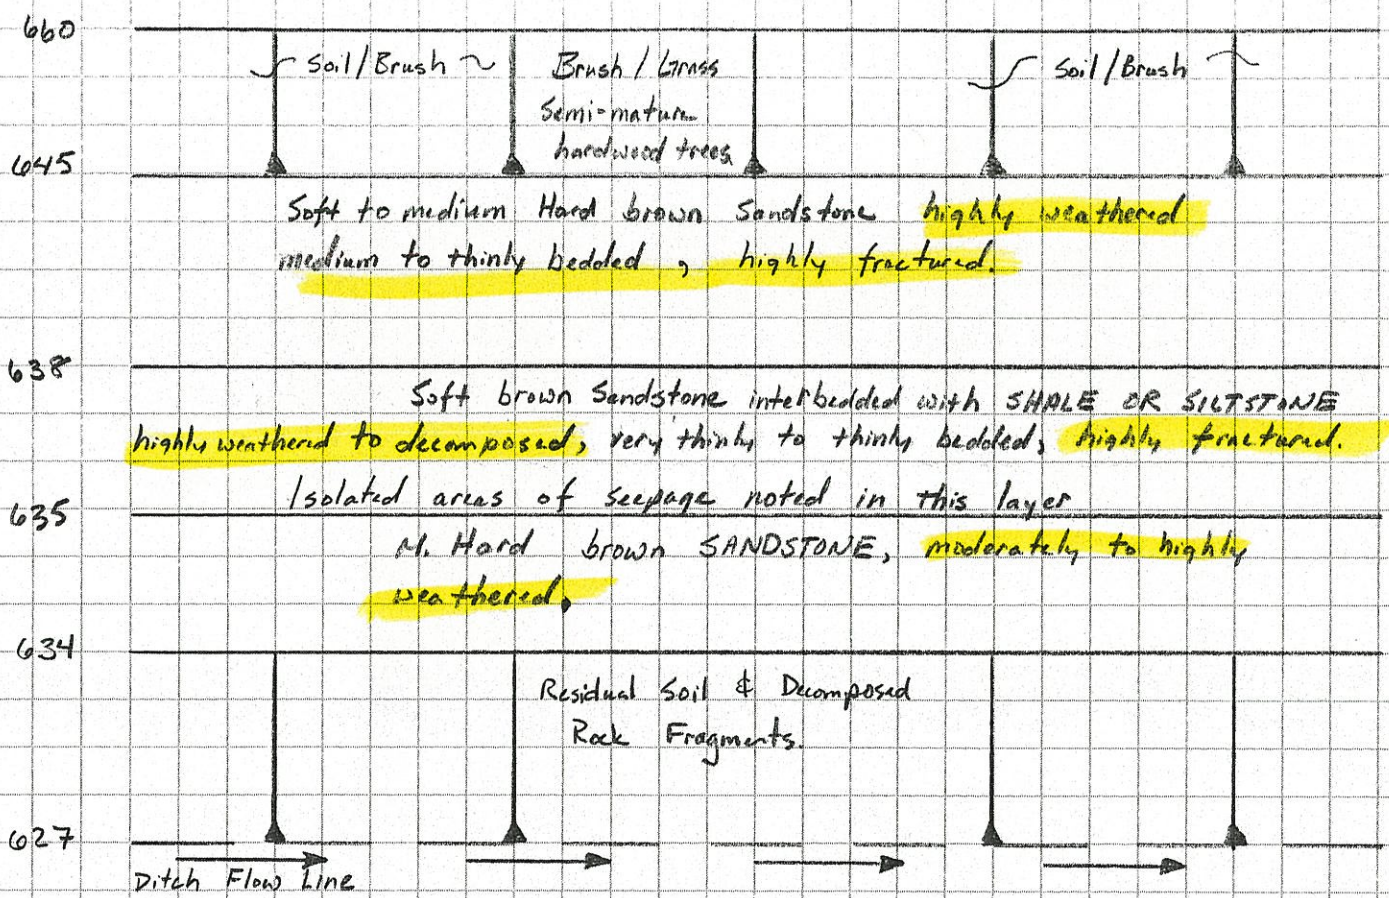 660
Soil/Brush
Brush / Grass
Soil/Brush
Semi-mature
hardwood trees
645
Soft to medium Hard brown Sandstone highly weathered
medium to thinly bedded , highly fractured.
638
Soft brown Sandstone interbedded with SHALE OR SILTSTONE
highly weathered to decomposed, very thinly to thinly bedded, highly fractured.
Isolated areas of seepage noted in this layer
635
M. Hard brown SANDSTONE, moderately to highly
weathered.
634
Residual Soil & Decomposed
Rock Fragments.
627
Ditch Flow Line